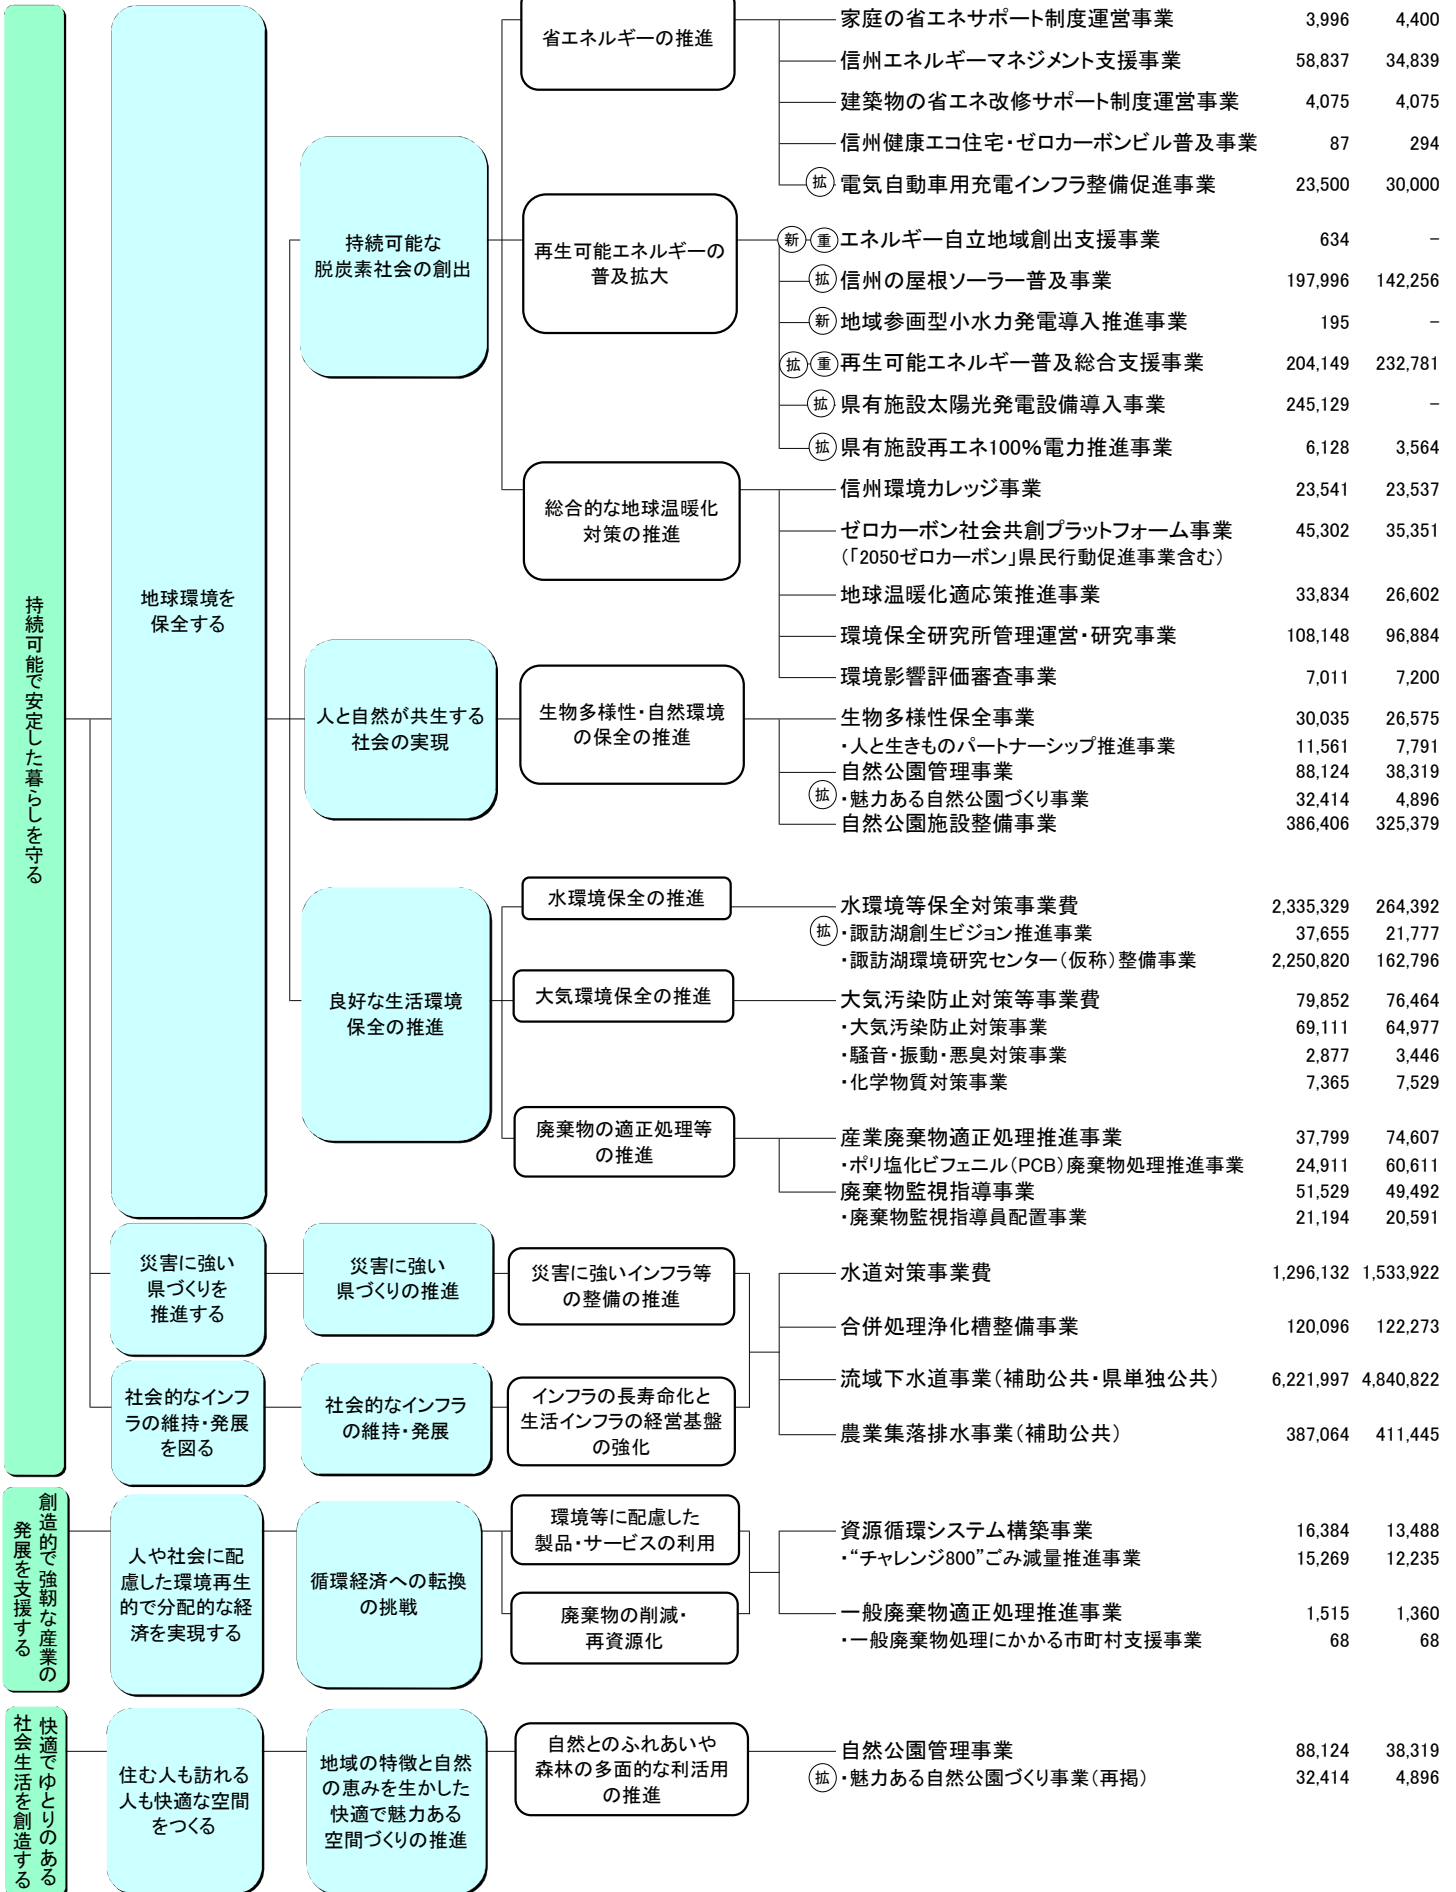 持続可能で安定した暮らしを守る
地球環境を
保全する
持続可能な
脱炭素社会の創出
省エネルギーの推進
家庭の省エネサポート制度運営事業 3,996 4,400
信州エネルギーマネジメント支援事業 58,837 34,839
建築物の省エネ改修サポート制度運営事業 4,075 4,075
信州健康エコ住宅・ゼロカーボンビル普及事業 87 294
拡 電気自動車用充電インフラ整備促進事業 23,500 30,000
再生可能エネルギーの
普及拡大
新 重 エネルギー自立地域創出支援事業 634 −
拡 信州の屋根ソーラー普及事業 197,996 142,256
新 地域参画型小水力発電導入推進事業 195 −
拡 重 再生可能エネルギー普及総合支援事業 204,149 232,781
拡 県有施設太陽光発電設備導入事業 245,129 −
拡 県有施設再エネ100%電力推進事業 6,128 3,564
総合的な地球温暖化
対策の推進
信州環境カレッジ事業 23,541 23,537
ゼロカーボン社会共創プラットフォーム事業 45,302 35,351
(「2050ゼロカーボン」県民行動促進事業含む)
地球温暖化適応策推進事業 33,834 26,602
環境保全研究所管理運営・研究事業 108,148 96,884
環境影響評価審査事業 7,011 7,200
人と自然が共生する
社会の実現
生物多様性・自然環境
の保全の推進
生物多様性保全事業 30,035 26,575
・人と生きものパートナーシップ推進事業 11,561 7,791
自然公園管理事業 88,124 38,319
拡 ・魅力ある自然公園づくり事業 32,414 4,896
自然公園施設整備事業 386,406 325,379
良好な生活環境
保全の推進
水環境保全の推進
水環境等保全対策事業費 2,335,329 264,392
拡 ・諏訪湖創生ビジョン推進事業 37,655 21,777
・諏訪湖環境研究センター(仮称)整備事業 2,250,820 162,796
大気環境保全の推進
大気汚染防止対策等事業費 79,852 76,464
・大気汚染防止対策事業 69,111 64,977
・騒音・振動・悪臭対策事業 2,877 3,446
・化学物質対策事業 7,365 7,529
廃棄物の適正処理等
の推進
産業廃棄物適正処理推進事業 37,799 74,607
・ポリ塩化ビフェニル(PCB)廃棄物処理推進事業 24,911 60,611
廃棄物監視指導事業 51,529 49,492
・廃棄物監視指導員配置事業 21,194 20,591
災害に強い
県づくりを
推進する
災害に強い
県づくりの推進
災害に強いインフラ等
の整備の推進
水道対策事業費 1,296,132 1,533,922
合併処理浄化槽整備事業 120,096 122,273
社会的なインフ
ラの維持・発展
を図る
社会的なインフラ
の維持・発展
インフラの長寿命化と
生活インフラの経営基盤
の強化
流域下水道事業(補助公共・県単独公共) 6,221,997 4,840,822
農業集落排水事業(補助公共) 387,064 411,445
創造的で強靭な産業の
発展を支援する
人や社会に配
慮した環境再生
的で分配的な経
済を実現する
循環経済への転換
の挑戦
環境等に配慮した
製品・サービスの利用
資源循環システム構築事業 16,384 13,488
・“チャレンジ800”ごみ減量推進事業 15,269 12,235
廃棄物の削減・
再資源化
一般廃棄物適正処理推進事業 1,515 1,360
・一般廃棄物処理にかかる市町村支援事業 68 68
快適でゆとりのある
社会生活を創造する
住む人も訪れる
人も快適な空間
をつくる
地域の特徴と自然
の恵みを生かした
快適で魅力ある
空間づくりの推進
自然とのふれあいや
森林の多面的な利活用
の推進
自然公園管理事業 88,124 38,319
拡 ・魅力ある自然公園づくり事業(再掲) 32,414 4,896